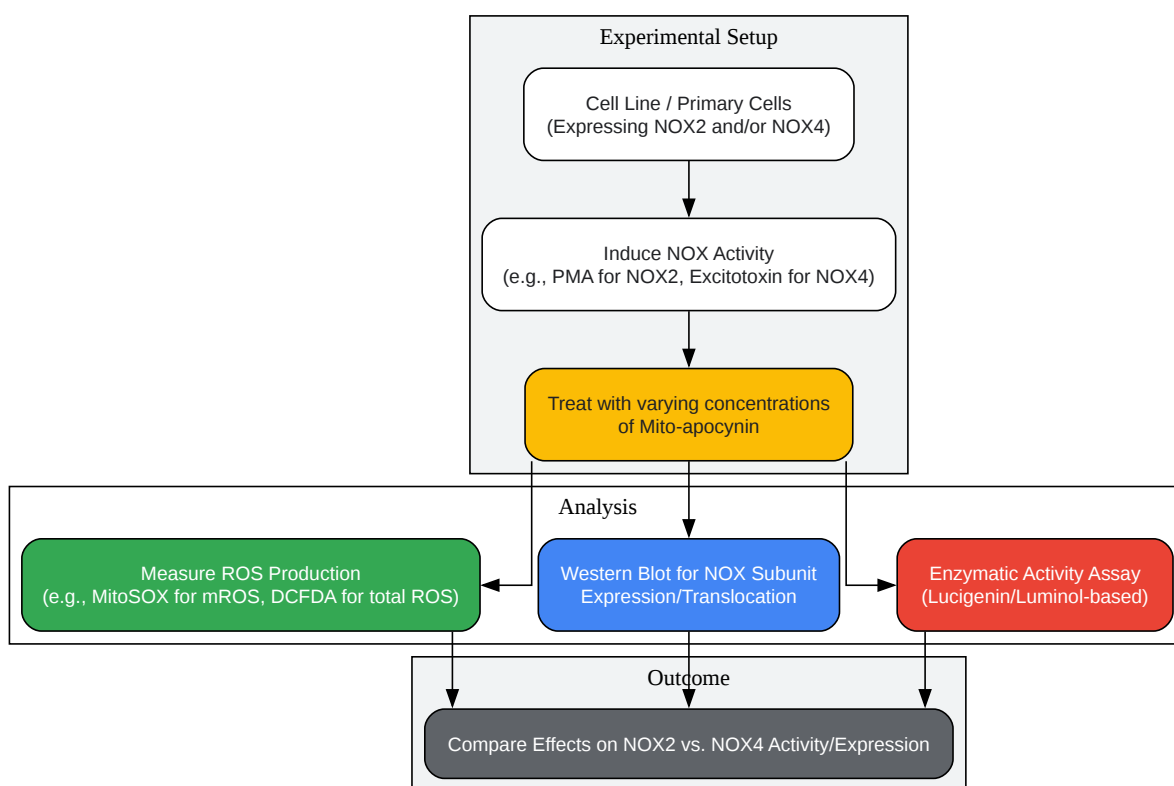 Experimental Setup
Cell Line / Primary Cells
(Expressing NOX2 and/or NOX4)
Induce NOX Activity
(e.g., PMA for NOX2, Excitotoxin for NOX4)
Treat with varying concentrations
of Mito-apocynin
Analysis
Measure ROS Production
(e.g., MitoSOX for mROS, DCFDA for total ROS)
Western Blot for NOX Subunit
Expression/Translocation
Enzymatic Activity Assay
(Lucigenin/Luminol-based)
Outcome
Compare Effects on NOX2 vs. NOX4 Activity/Expression